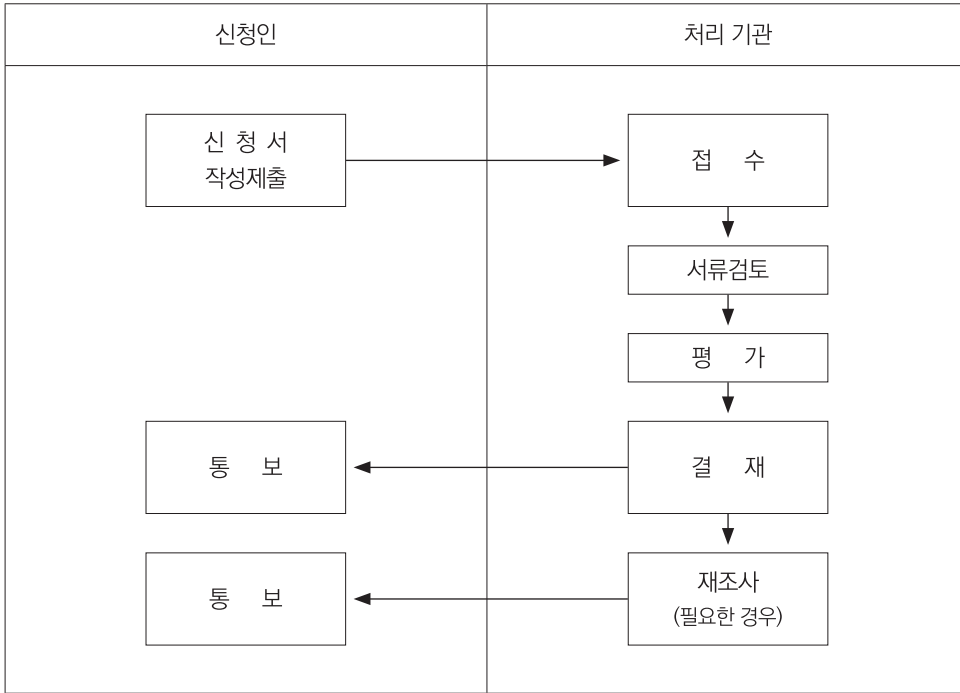 신청인
처리 기관
신 청 서
작성제출
접 수
서류검토
평 가
통 보
결 재
통 보
재조사
(필요한 경우)